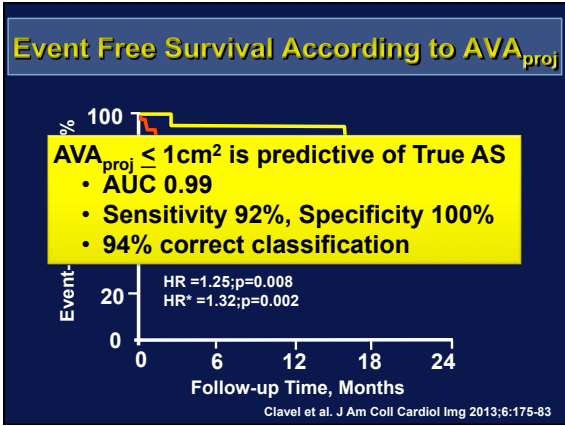 Event Free Survival According to AVAproj
100
%
AVAproj ≤ 1cm² is predictive of True AS
• AUC 0.99
• Sensitivity 92%, Specificity 100%
• 94% correct classification
Event-
HR =1.25;p=0.008
20
HR* =1.32;p=0.002
0
0 6 12 18 24
Follow-up Time, Months
Clavel et al. J Am Coll Cardiol Img 2013;6:175-83